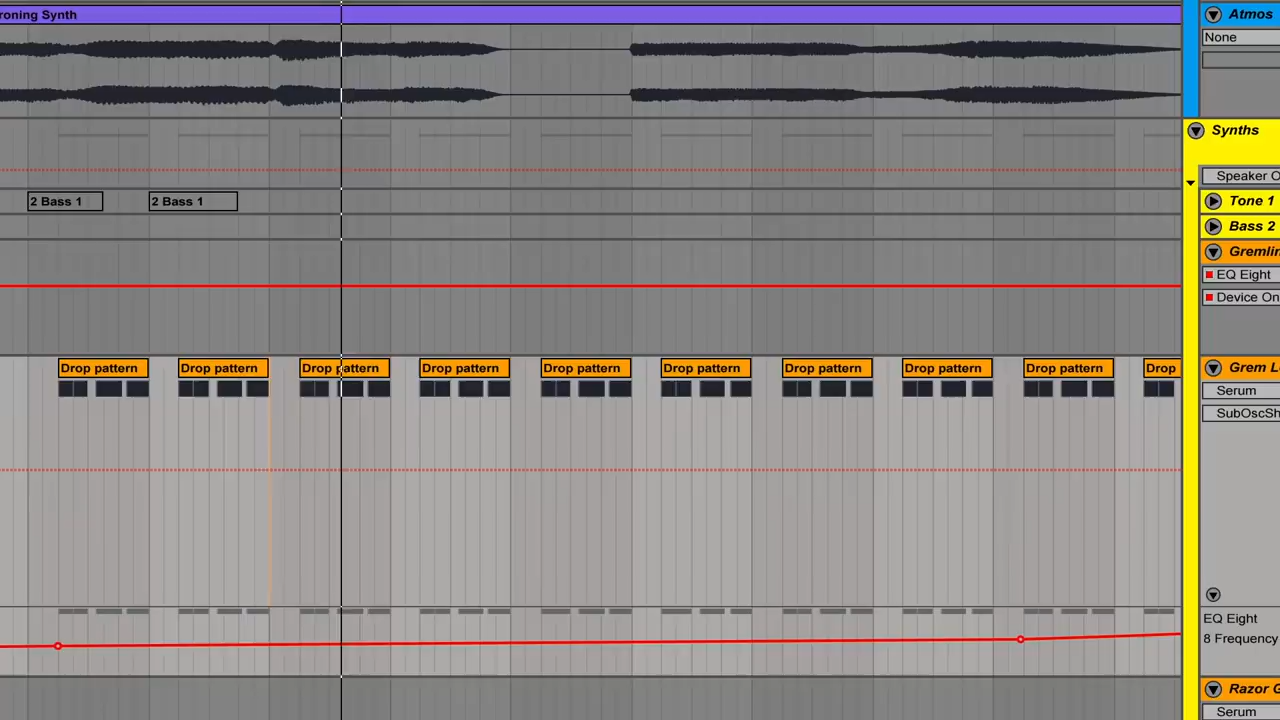 roning Synth
Atmos
None
Synths
Speaker O
2 Bass 1 2 Bass 1
Tone 1
Bass 2
Gremlin
EQ Eight
Device On
Drop pattern Drop pattern Drop pattern Drop pattern Drop pattern Drop pattern Drop pattern Drop pattern Drop pattern Drop
Grem L
Serum
SubOscSh
EQ Eight
8 Frequency
Razor G
Serum